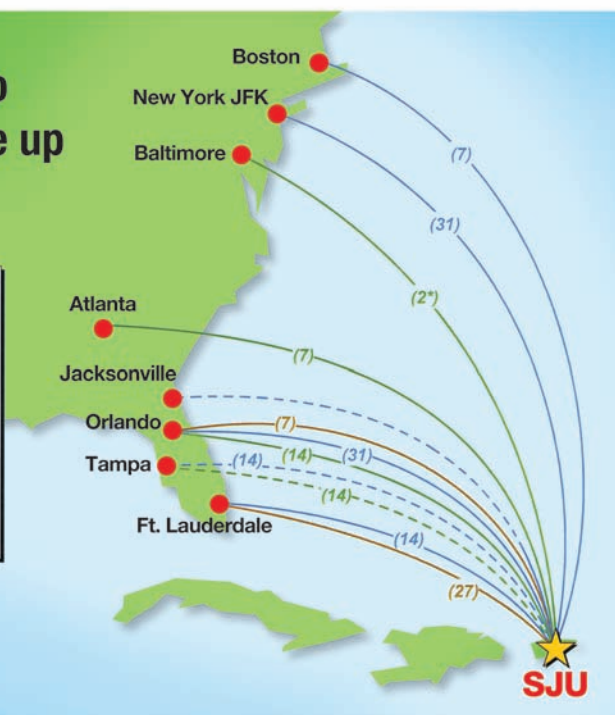 e up
Boston
New York JFK
Baltimore
(7)
(31)
(2*)
Atlanta
(7)
Jacksonville
Orlando
(7)
(14)
(31)
Tampa
(14)
(14)
Ft. Lauderdale
(14)
(27)
SJU